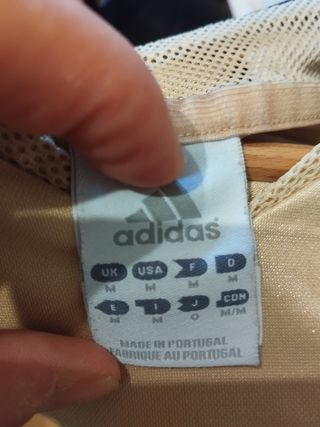 adidas
UK USA F D
M M M M
E I J CDN
M M O M/M
MADE IN PORTUGAL
FABRIQUE AU PORTUGAL